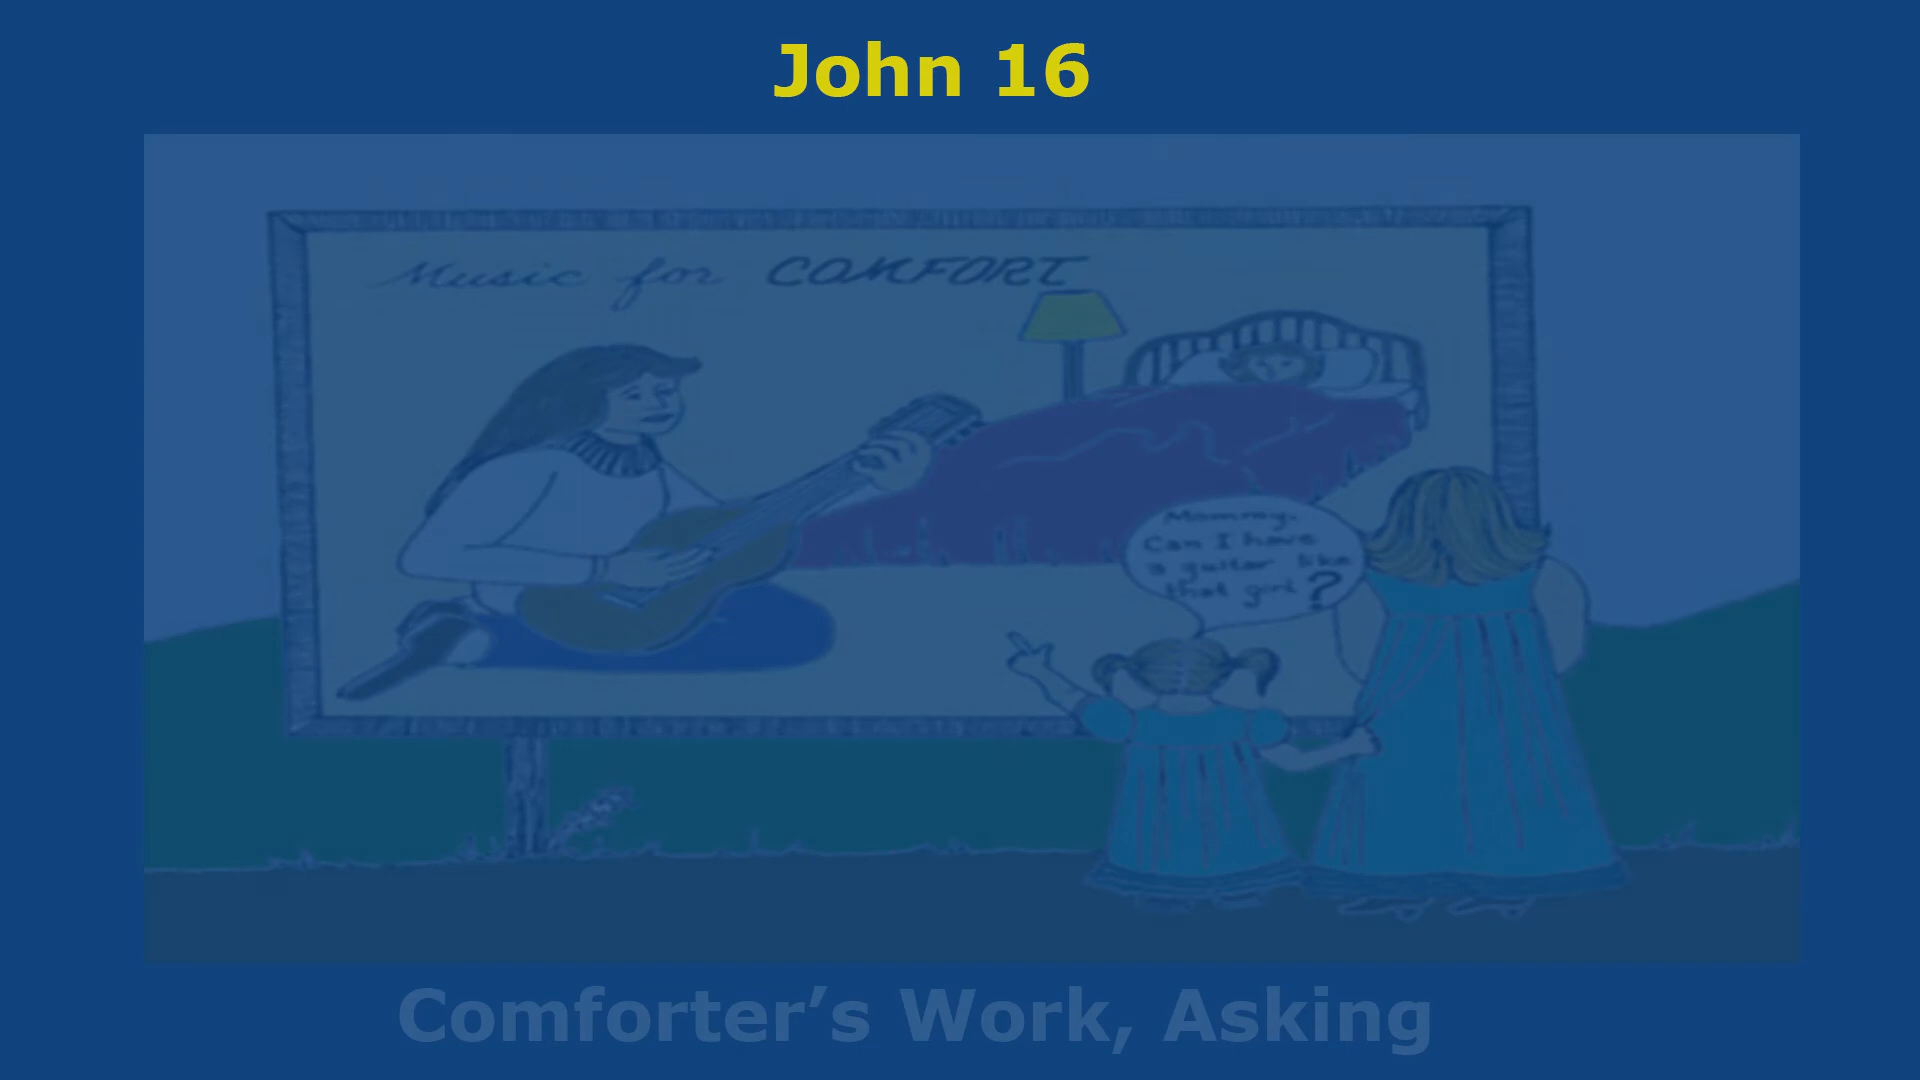 John 16
Music for COMFORT
Mommy.
Can I have
a guitar like
that girl?
Comforter’s Work, Asking